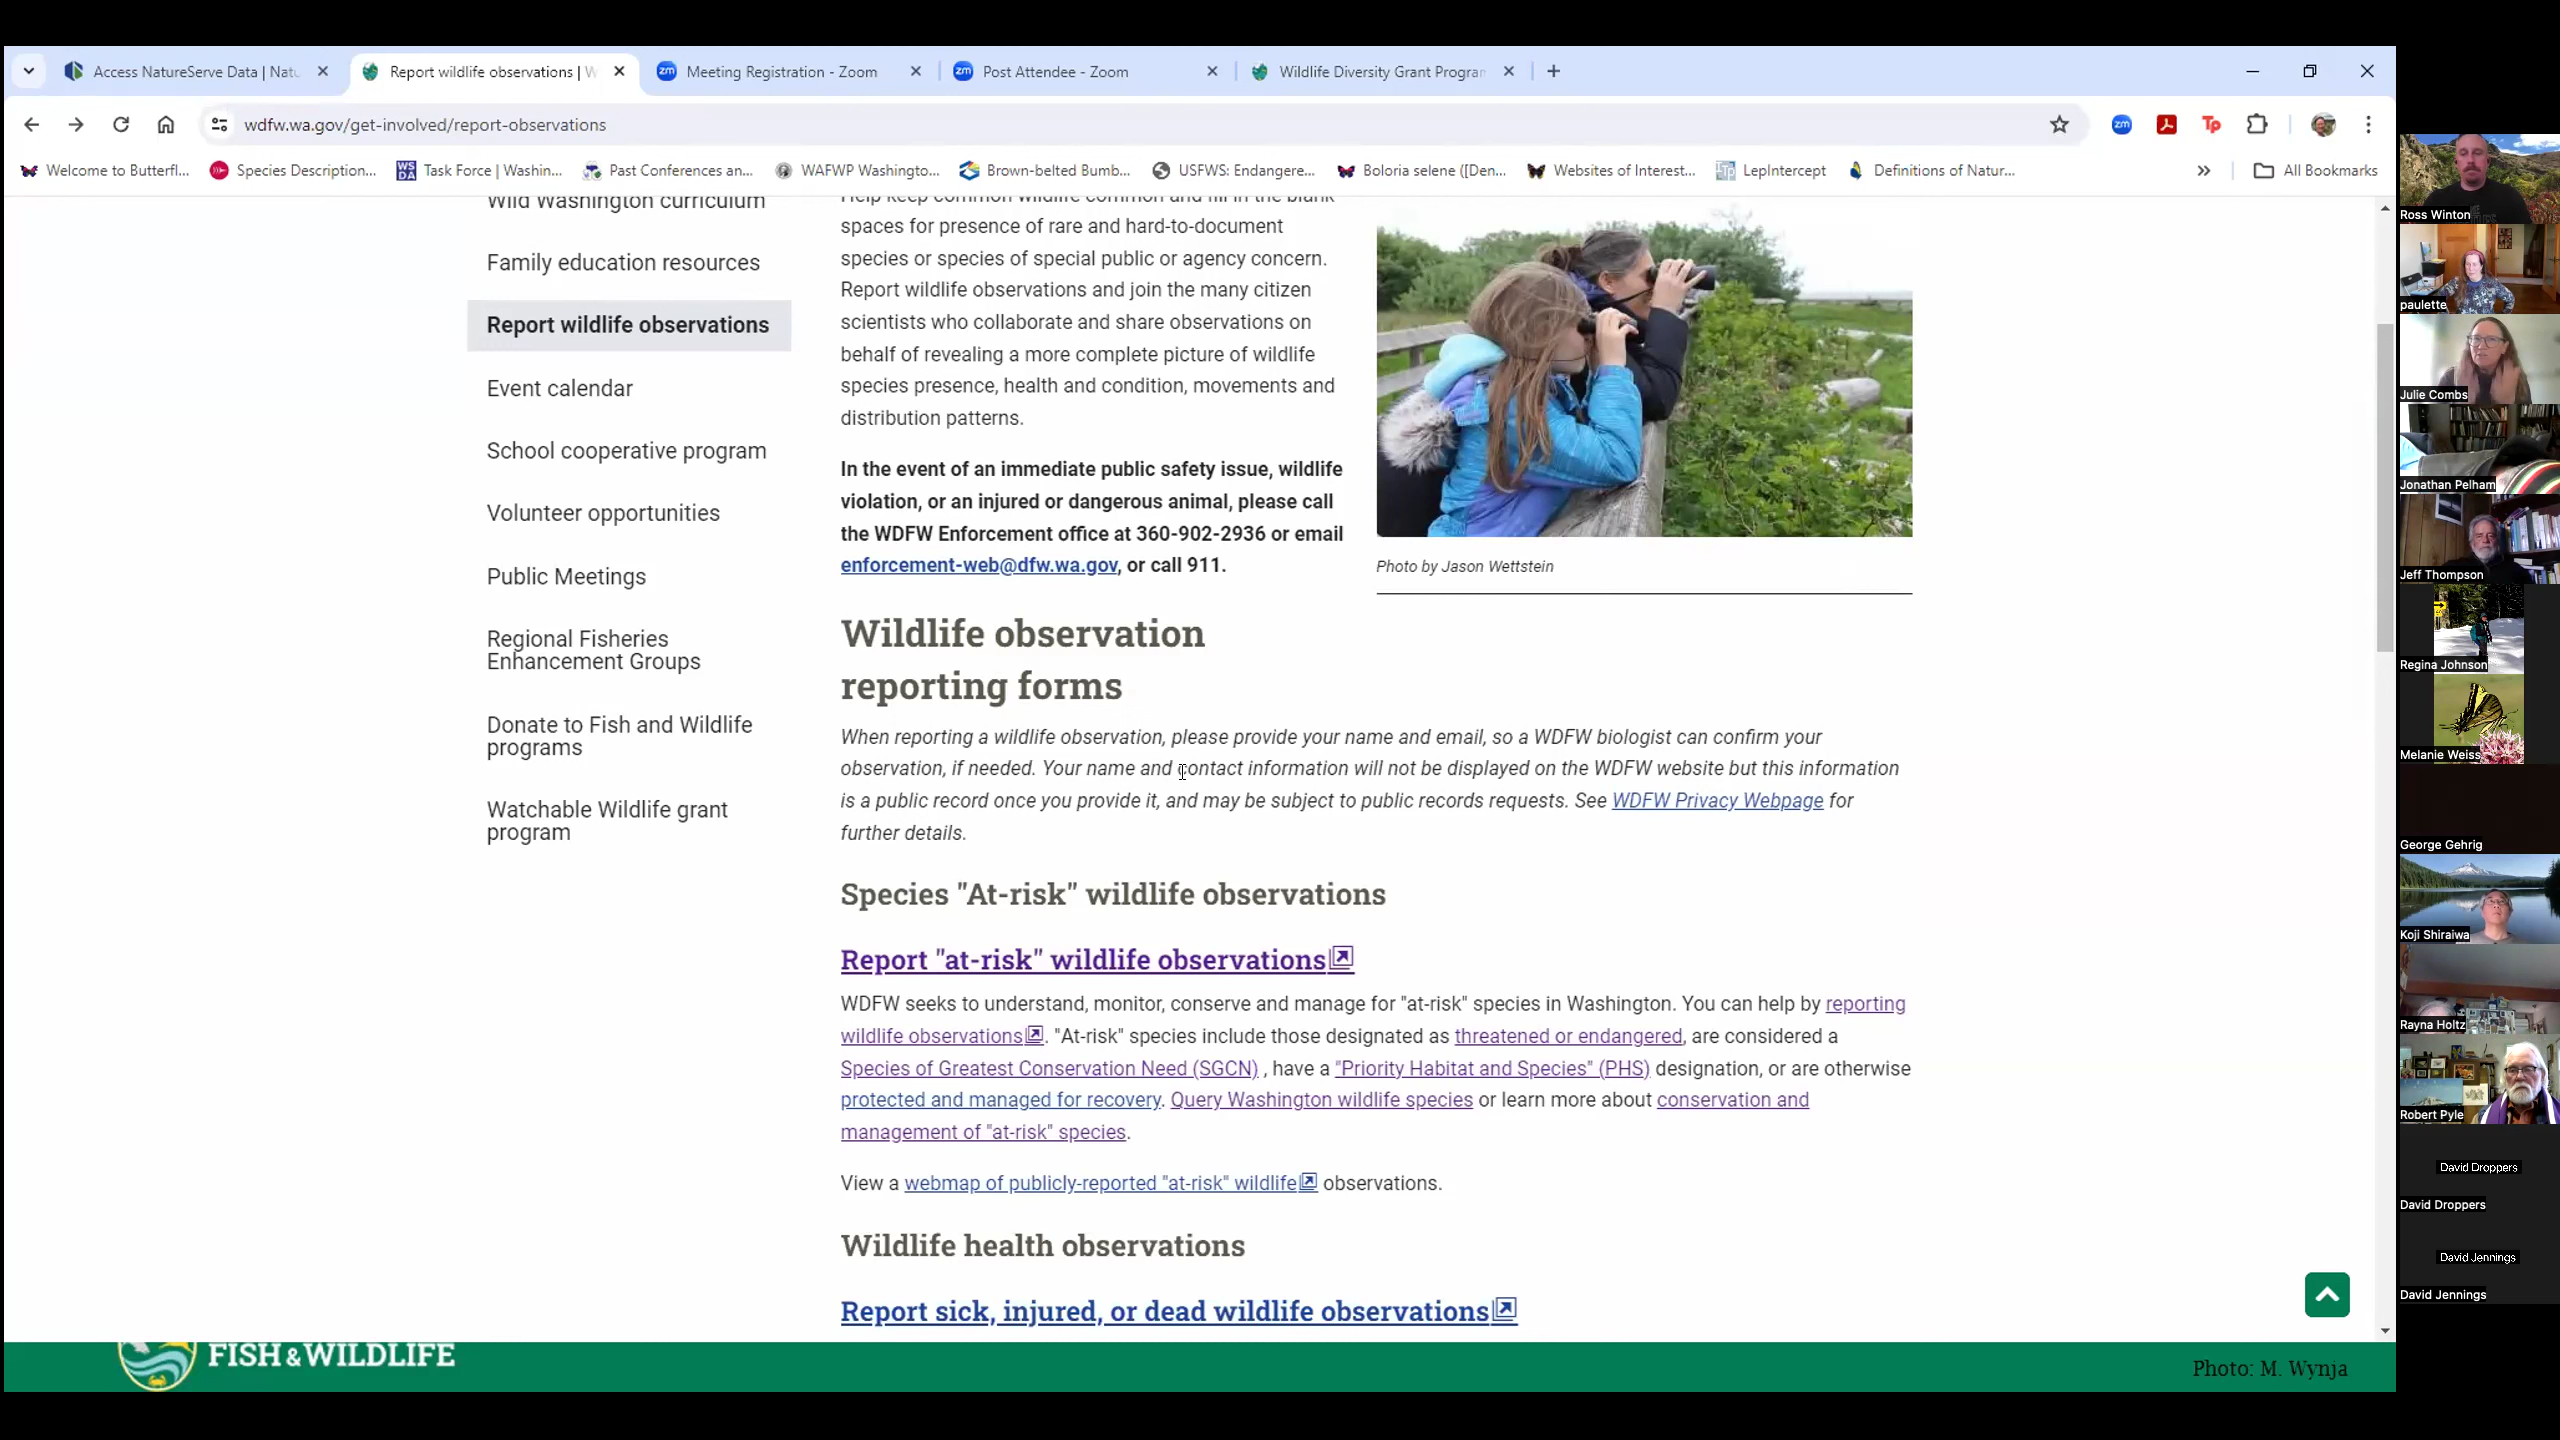 Access NatureServe Data | Natu
Report wildlife observations | W
Meeting Registration - Zoom
Post Attendee - Zoom
Wildlife Diversity Grant Program
wdfw.wa.gov/get-involved/report-observations
Welcome to Butterfl...
Species Description...
Task Force | Washin...
Past Conferences an...
WAFWP Washingto...
Brown-belted Bumb...
USFWS: Endangere...
Boloria selene ([Den...
Websites of Interest...
LepIntercept
Definitions of Natur...
All Bookmarks
Wild Washington curriculum
Family education resources
Report wildlife observations
Event calendar
School cooperative program
Volunteer opportunities
Public Meetings
Regional Fisheries
Enhancement Groups
Donate to Fish and Wildlife
programs
Watchable Wildlife grant
program
Help keep common wildlife common and fill in the blank
spaces for presence of rare and hard-to-document
species or species of special public or agency concern.
Report wildlife observations and join the many citizen
scientists who collaborate and share observations on
behalf of revealing a more complete picture of wildlife
species presence, health and condition, movements and
distribution patterns.
In the event of an immediate public safety issue, wildlife
violation, or an injured or dangerous animal, please call
the WDFW Enforcement office at 360-902-2936 or email
enforcement-web@dfw.wa.gov, or call 911.
Photo by Jason Wettstein
Wildlife observation
reporting forms
When reporting a wildlife observation, please provide your name and email, so a WDFW biologist can confirm your
observation, if needed. Your name and contact information will not be displayed on the WDFW website but this information
is a public record once you provide it, and may be subject to public records requests. See WDFW Privacy Webpage for
further details.
Species "At-risk" wildlife observations
Report "at-risk" wildlife observations
WDFW seeks to understand, monitor, conserve and manage for "at-risk" species in Washington. You can help by reporting
wildlife observations. "At-risk" species include those designated as threatened or endangered, are considered a
Species of Greatest Conservation Need (SGCN) , have a "Priority Habitat and Species" (PHS) designation, or are otherwise
protected and managed for recovery. Query Washington wildlife species or learn more about conservation and
management of "at-risk" species.
View a webmap of publicly-reported "at-risk" wildlife observations.
Wildlife health observations
Report sick, injured, or dead wildlife observations
FISH & WILDLIFE
Photo: M. Wynja
Ross Winton
paulette
Julie Combs
Jonathan Pelham
Jeff Thompson
Regina Johnson
Melanie Weiss
George Gehrig
Koji Shiraiwa
Rayna Holtz
Robert Pyle
David Droppers
David Droppers
David Jennings
David Jennings